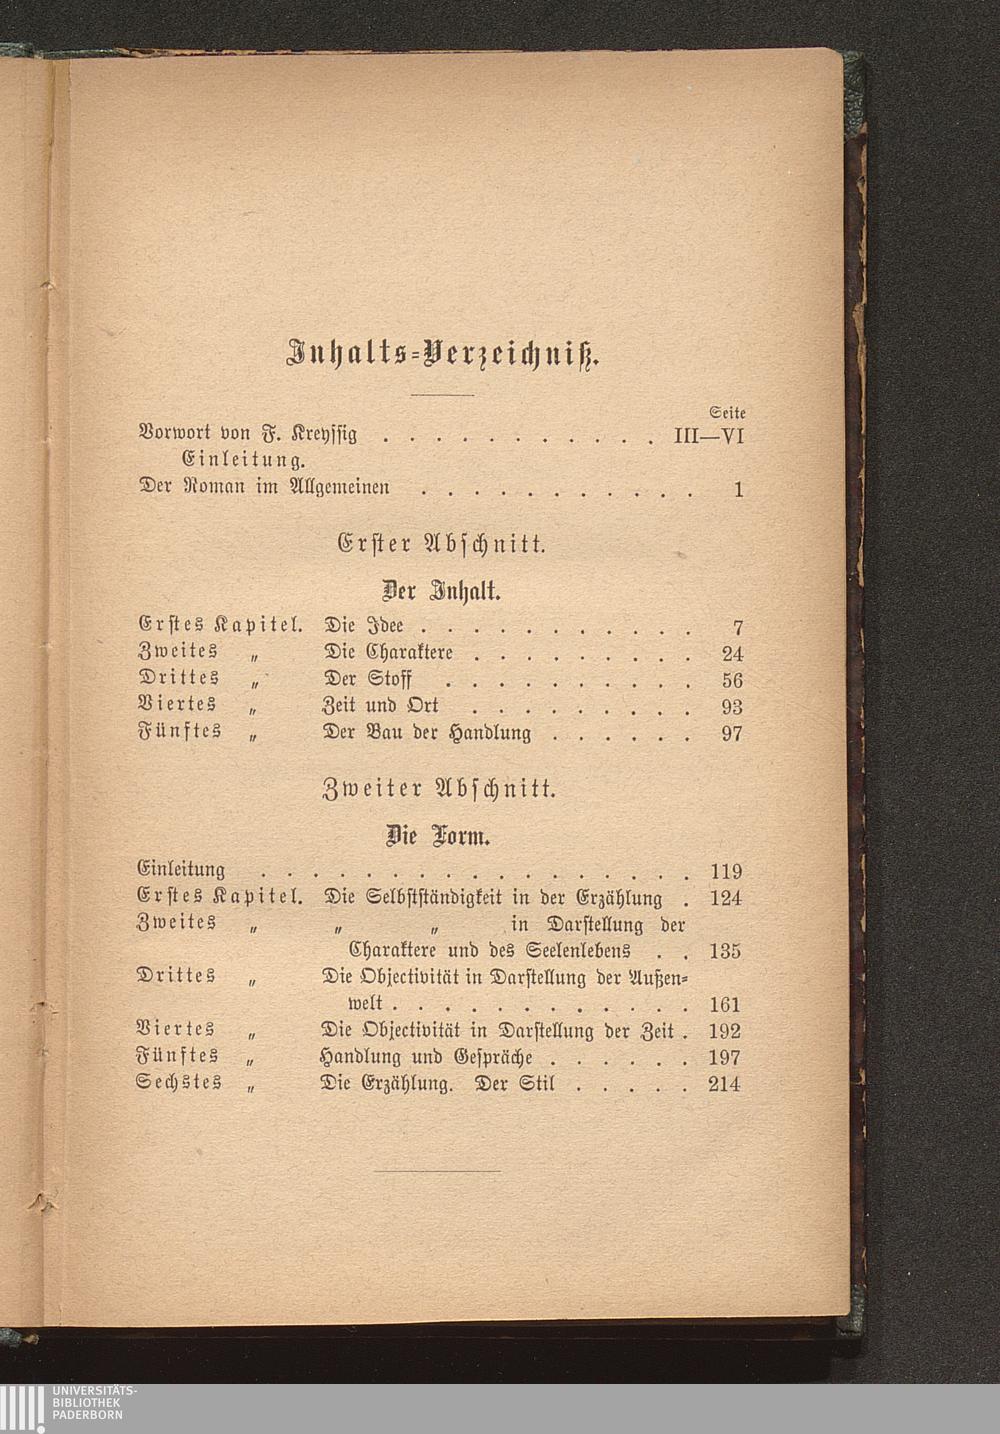 Inhalts-Verzeichniß.
Seite
Vorwort von F. Kreyssig . . . . . . . . . . . III—VI
Einleitung.
Der Roman im Allgemeinen . . . . . . . . . . . 1
Erster Abschnitt.
Der Inhalt.
Erstes Kapitel. Die Idee . . . . . . . . . . . 7
Zweites „ Die Charaktere . . . . . . . . . 24
Drittes „ Der Stoff . . . . . . . . . . 56
Viertes „ Zeit und Ort . . . . . . . . . 93
Fünftes „ Der Bau der Handlung . . . . . . 97
Zweiter Abschnitt.
Die Form.
Einleitung . . . . . . . . . . . . . . . . . 119
Erstes Kapitel. Die Selbstständigkeit in der Erzählung . 124
Zweites „ „ „ in Darstellung der
Charaktere und des Seelenlebens . . 135
Drittes „ Die Objectivität in Darstellung der Außen-
welt . . . . . . . . . . . . 161
Viertes „ Die Objectivität in Darstellung der Zeit . 192
Fünftes „ Handlung und Gespräche . . . . . . 197
Sechstes „ Die Erzählung. Der Stil . . . . . 214
UNIVERSITÄTS-
BIBLIOTHEK
PADERBORN